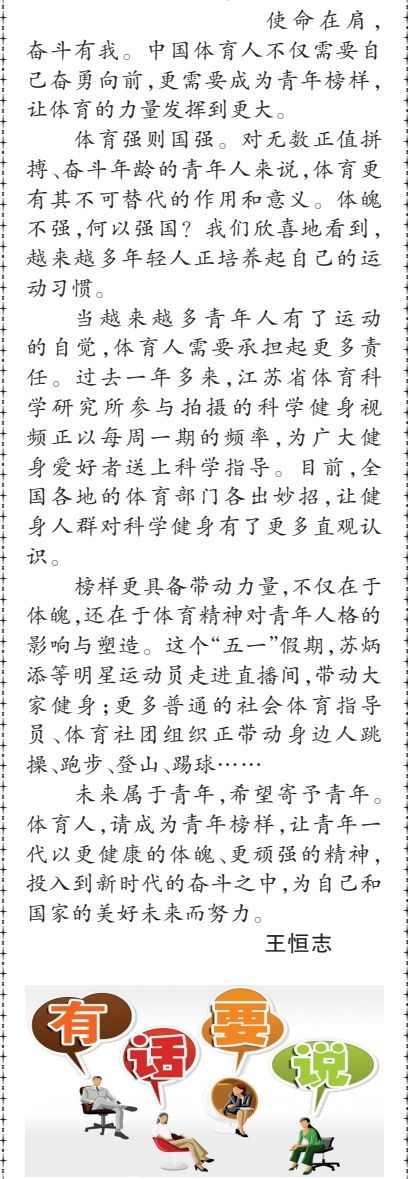 使命在肩，
奋斗有我。中国体育人不仅需要自
己奋勇向前，更需要成为青年榜样，
让体育的力量发挥到更大。
体育强则国强。对无数正值拼
搏、奋斗年龄的青年人来说，体育更
有其不可替代的作用和意义。体魄
不强，何以强国？我们欣喜地看到，
越来越多年轻人正培养起自己的运
动习惯。
当越来越多青年人有了运动
的自觉，体育人需要承担起更多责
任。过去一年多来，江苏省体育科
学研究所参与拍摄的科学健身视
频正以每周一期的频率，为广大健
身爱好者送上科学指导。目前，全
国各地的体育部门各出妙招，让健
身人群对科学健身有了更多直观认
识。
榜样更具备带动力量，不仅在于
体魄，还在于体育精神对青年人格的
影响与塑造。这个“五一”假期，苏炳
添等明星运动员走进直播间，带动大
家健身；更多普通的社会体育指导
员、体育社团组织正带动身边人跳
操、跑步、登山、踢球……
未来属于青年，希望寄予青年。
体育人，请成为青年榜样，让青年一
代以更健康的体魄、更顽强的精神，
投入到新时代的奋斗之中，为自己和
国家的美好未来而努力。
王恒志
有话要说